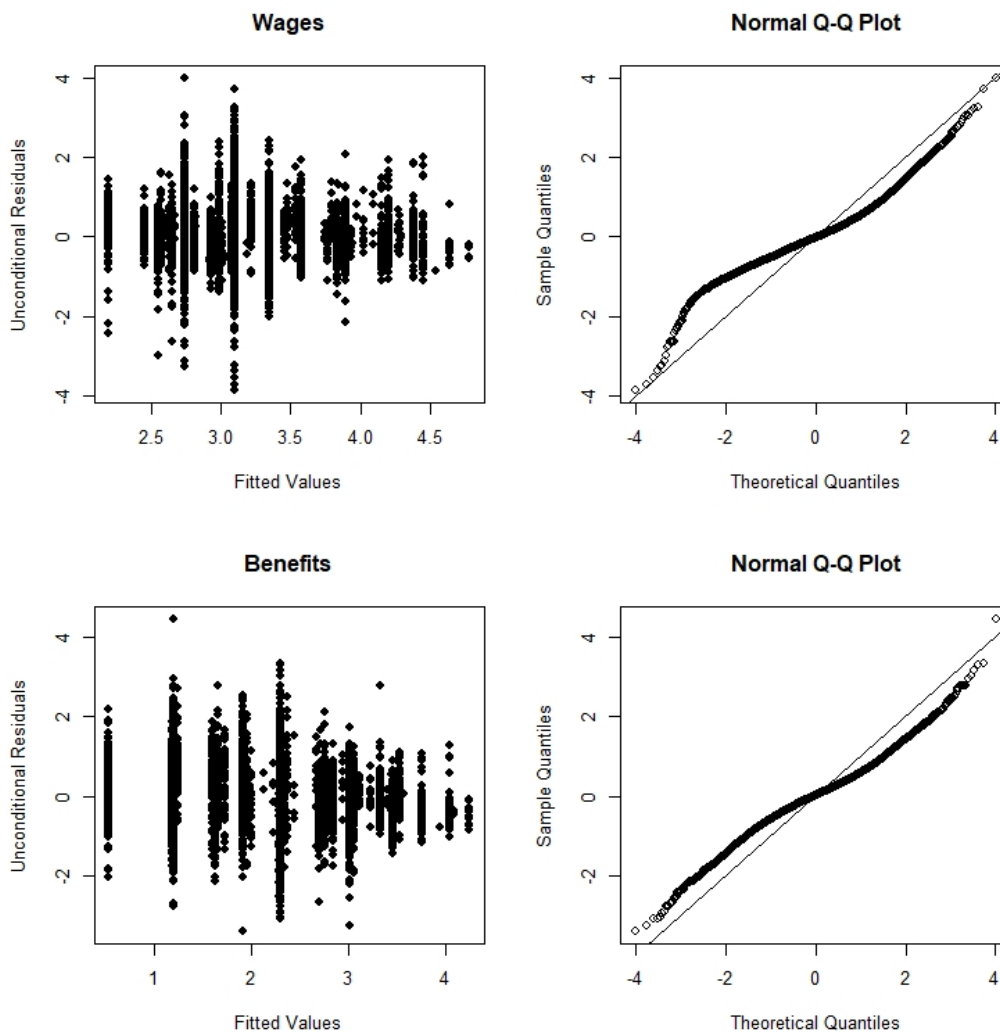 Wages
Unconditional Residuals
4
2
0
-2
-4
2.5 3.0 3.5 4.0 4.5
Fitted Values
Normal Q-Q Plot
Sample Quantiles
4
2
0
-2
-4
-4 -2 0 2 4
Theoretical Quantiles
Benefits
Unconditional Residuals
4
2
0
-2
1 2 3 4
Fitted Values
Normal Q-Q Plot
Sample Quantiles
4
2
0
-2
-4 -2 0 2 4
Theoretical Quantiles